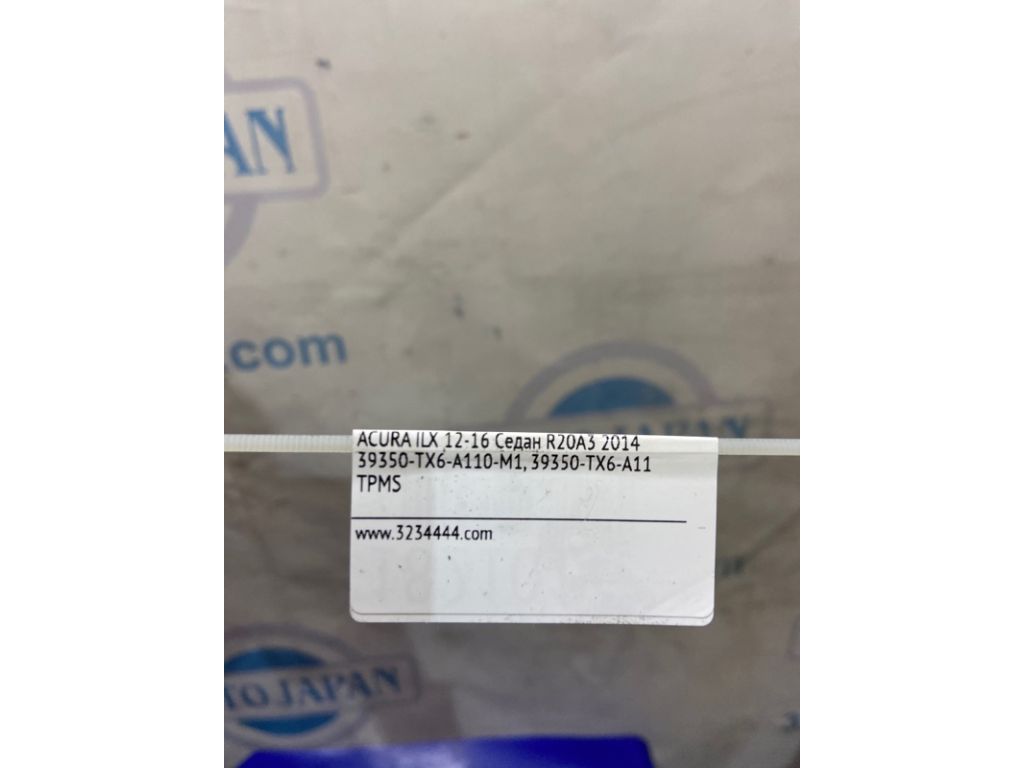 AN
.com
JAPAN
ACURA ILX 12-16 Седан R20A3 2014
39350-TX6-A110-M1, 39350-TX6-A11
TPMS
www.3234444.com
TO JAPAN